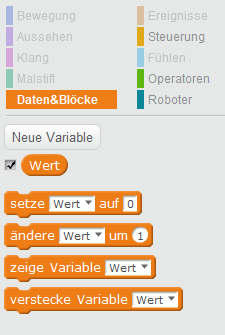 Bewegung Ereignisse
Aussehen Steuerung
Klang Fühlen
Malstift Operatoren
Daten&Blöcke Roboter
Neue Variable
Wert
setze Wert auf 0
ändere Wert um 1
zeige Variable Wert
verstecke Variable Wert